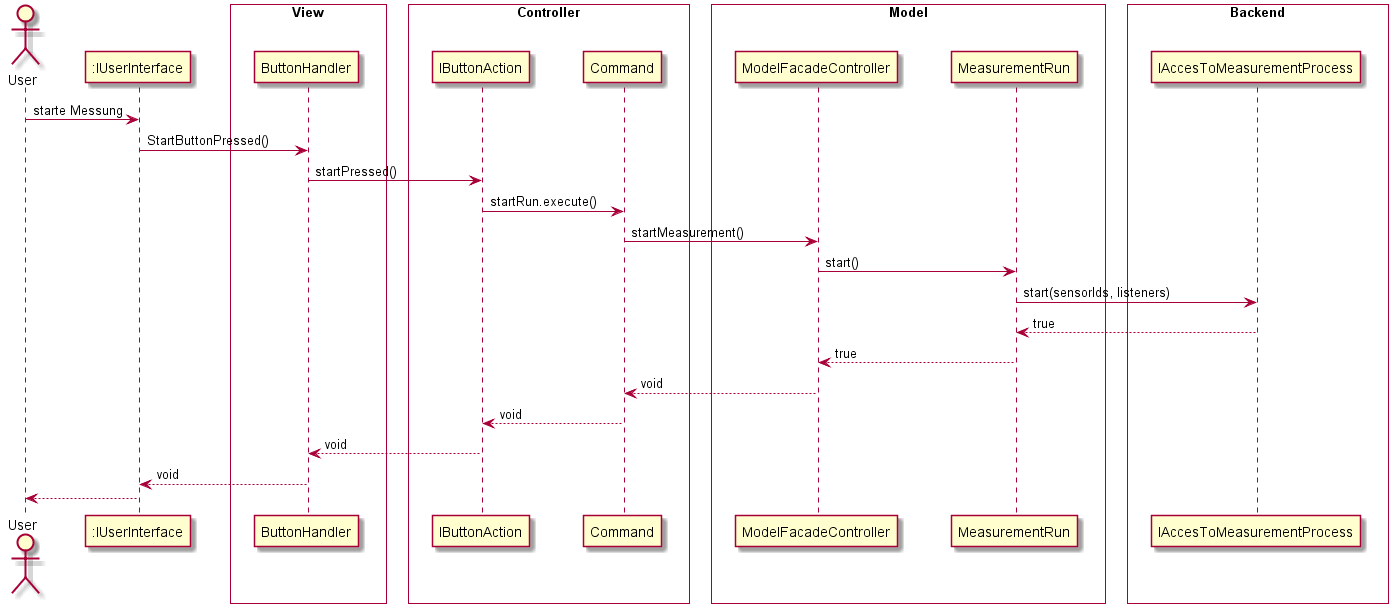 View
Controller
Model
Backend
User
:IUserInterface
ButtonHandler
IButtonAction
Command
ModelFacadeController
MeasurementRun
IAccesToMeasurementProcess
starte Messung
StartButtonPressed()
startPressed()
startRun.execute()
startMeasurement()
start()
start(sensorIds, listeners)
true
true
void
void
void
void
User
:IUserInterface
ButtonHandler
IButtonAction
Command
ModelFacadeController
MeasurementRun
IAccesToMeasurementProcess